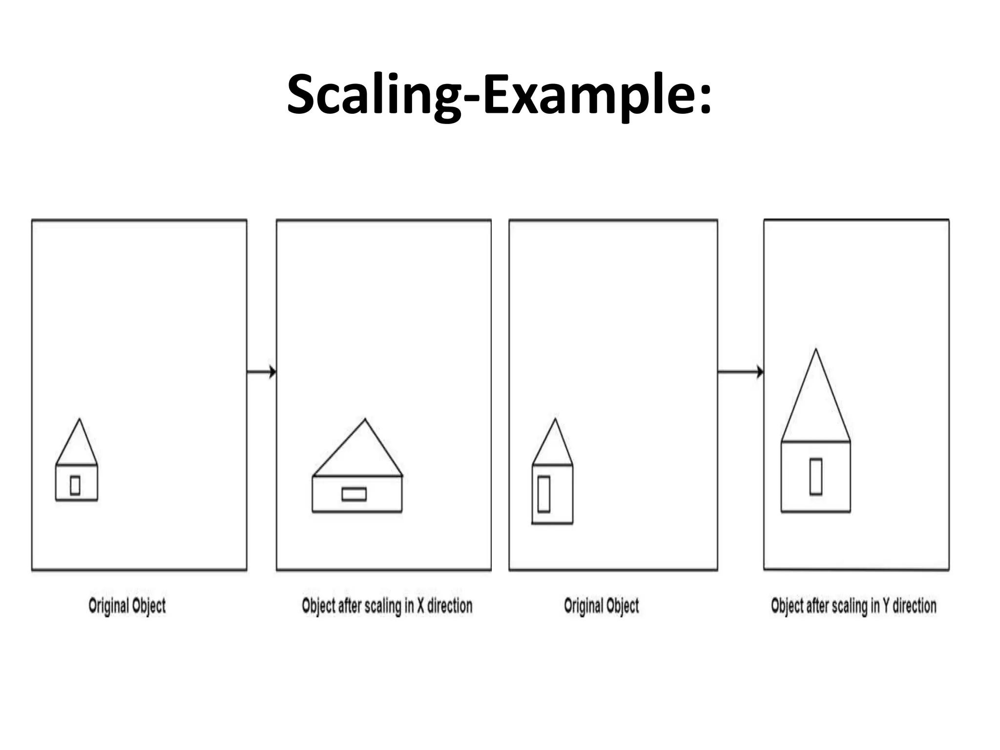 Scaling-Example:
Original Object
Object after scaling in X direction
Original Object
Object after scaling in Y direction